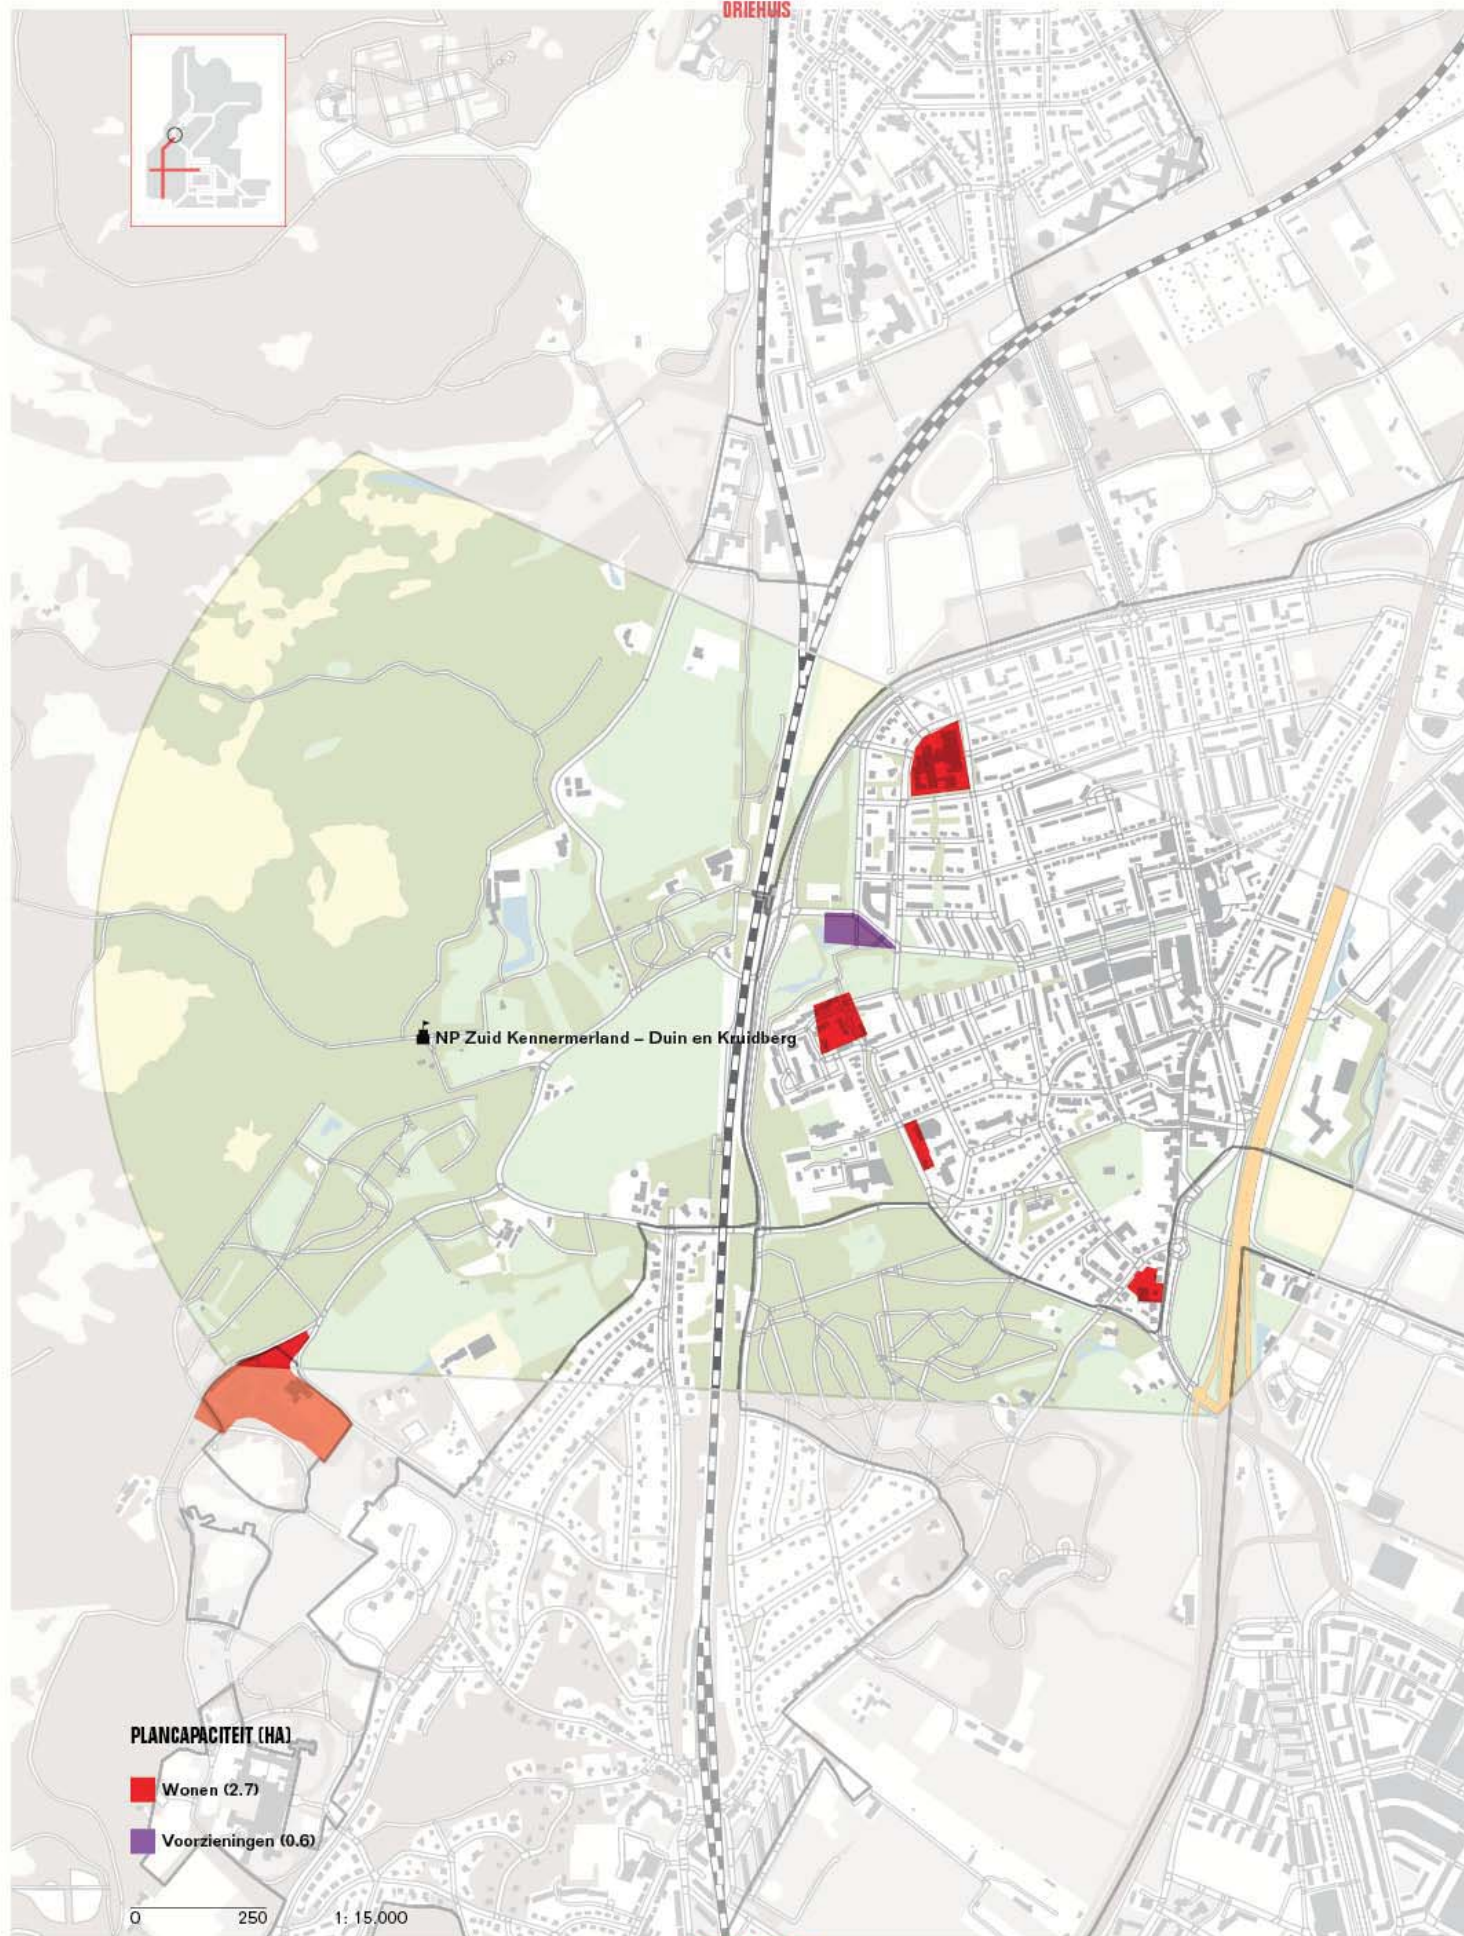 DRIEHUIS
NP Zuid Kennermerland – Duin en Kruidberg
PLANCAPACITEIT (HA)
Wonen (2.7)
Voorzieningen (0.6)
0 250 1: 15.000